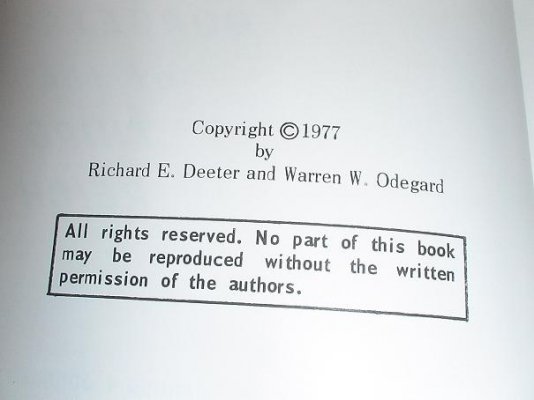 Copyright ©1977
by
Richard E. Deeter and Warren W. Odegard
All rights reserved. No part of this book
may be reproduced without the written
permission of the authors.